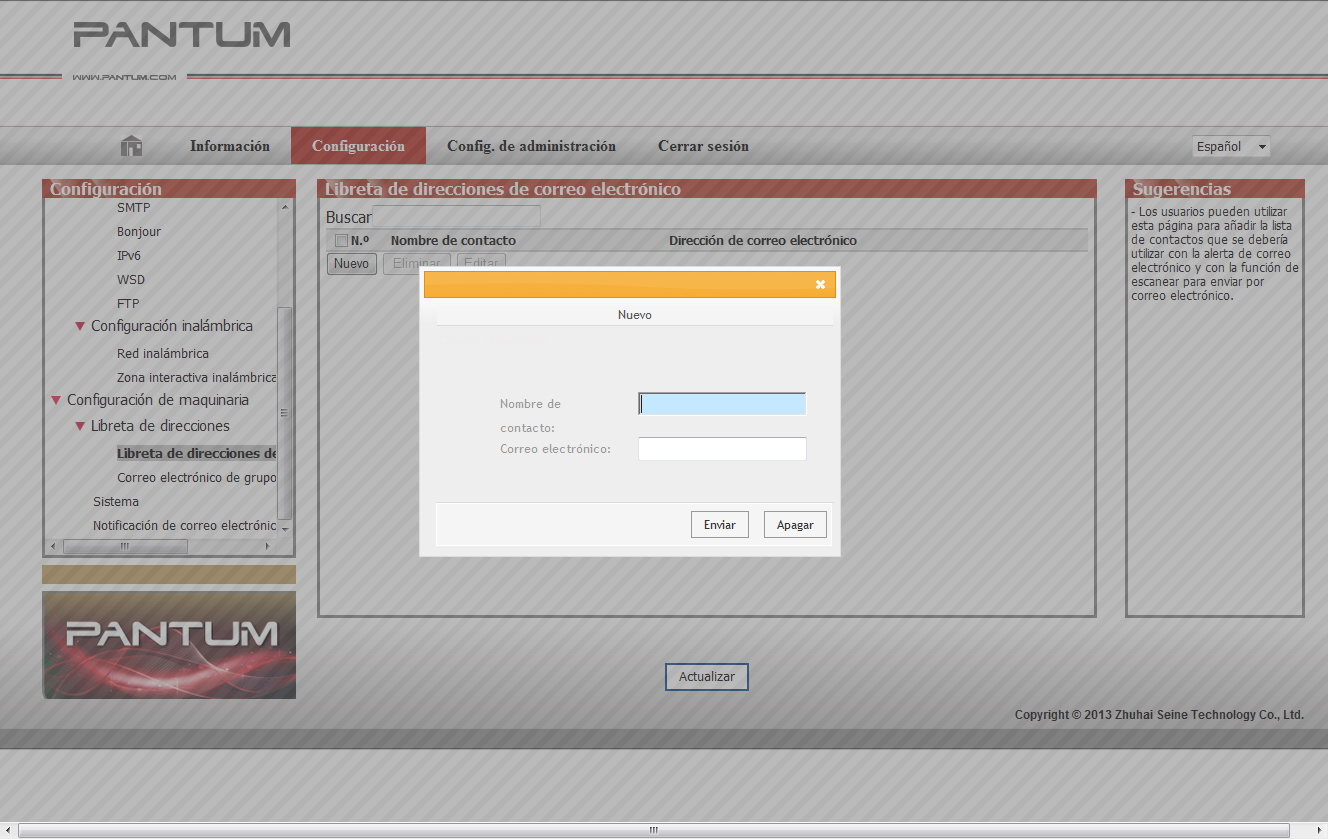 PANTUM
WWW.PANTUM.COM
Información
Configuración
Config. de administración
Cerrar sesión
Español
Configuración
SMTP
Bonjour
IPv6
WSD
FTP
Configuración inalámbrica
Red inalámbrica
Zona interactiva inalámbrica
Configuración de maquinaria
Libreta de direcciones
Libreta de direcciones de
Correo electrónico de grupo
Sistema
Notificación de correo electrónic
PANTUM
Libreta de direcciones de correo electrónico
Buscar
N.º Nombre de contacto Dirección de correo electrónico
Nuevo Eliminar Editar
Nuevo
Nombre de
contacto:
Correo electrónico:
Enviar Apagar
Actualizar
Sugerencias
- Los usuarios pueden utilizar
esta página para añadir la lista
de contactos que se debería
utilizar con la alerta de correo
electrónico y con la función de
escanear para enviar por
correo electrónico.
Copyright © 2013 Zhuhai Seine Technology Co., Ltd.